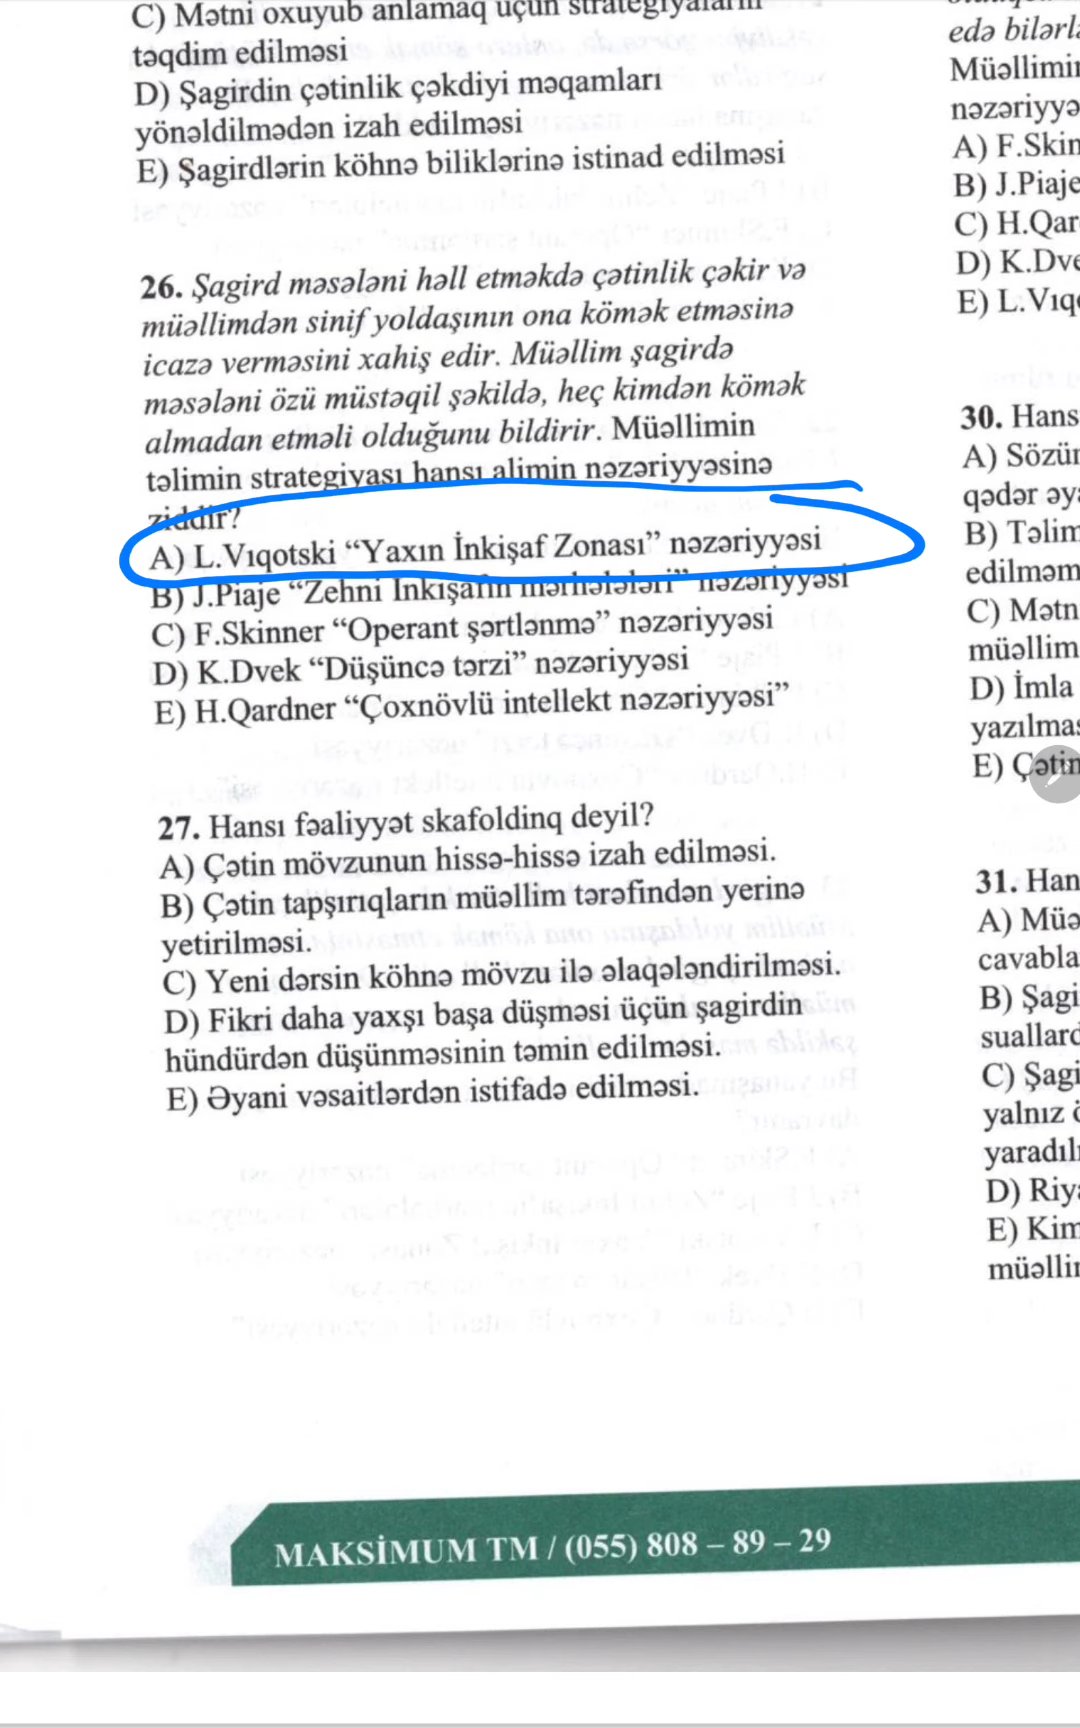 C) Mətni oxuyub anlamaq üçün strategiyaların
təqdim edilməsi
D) Şagirdin çətinlik çəkdiyi məqamları
yönəldilmədən izah edilməsi
E) Şagirdlərin köhnə biliklərinə istinad edilməsi
26. Şagird məsələni həll etməkdə çətinlik çəkir və
müəllimdən sinif yoldaşının ona kömək etməsinə
icazə verməsini xahiş edir. Müəllim şagirdə
məsələni özü müstəqil şəkildə, heç kimdən kömək
almadan etməli olduğunu bildirir. Müəllimin
təlimin strategiyası hansı alimin nəzəriyyəsinə
ziddir?
A) L. Vıqotski “Yaxın İnkişaf Zonası” nəzəriyyəsi
B) J.Piaje “Zehni İnkişafın mərhələləri” nəzəriyyəsi
C) F.Skinner “Operant şərtlənmə” nəzəriyyəsi
D) K.Dvek “Düşüncə tərzi” nəzəriyyəsi
E) H.Qardner “Çoxnövlü intellekt nəzəriyyəsi”
27. Hansı fəaliyyət skafoldinq deyil?
A) Çətin mövzunun hissə-hissə izah edilməsi.
B) Çətin tapşırıqların müəllim tərəfindən yerinə
yetirilməsi.
C) Yeni dərsin köhnə mövzu ilə əlaqələndirilməsi.
D) Fikri daha yaxşı başa düşməsi üçün şagirdin
hündürdən düşünməsinin təmin edilməsi.
E) Əyani vəsaitlərdən istifadə edilməsi.
edə bilərl
Müəllimi
nəzəriyyə
A) F.Skin
B) J.Piaje
C) H.Qar
D) K.Dve
E) L.Vıq
30. Hans
A) Sözün
qədər əy
B) Təlim
edilməm
C) Mətn
müəllim
D) İmla
yazılmas
E) Çətin
31. Han
A) Müə
cavabla
B) Şagi
suallard
C) Şagi
yalnız
yaradıl
D) Riy
E) Kim
müəlli
MAKSİMUM TM / (055) 808 – 89 – 29